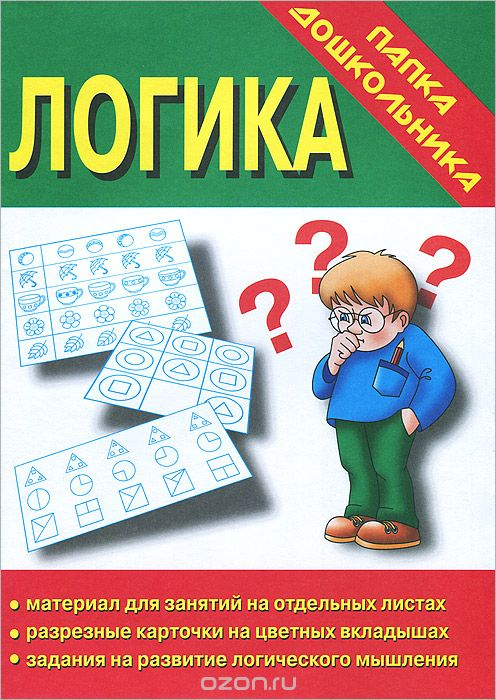 ПАПКА
ДОШКОЛЬНИКА
ЛОГИКА
? ? ?
• материал для занятий на отдельных листах
• разрезные карточки на цветных вкладышах
• задания на развитие логического мышления
ozon.ru